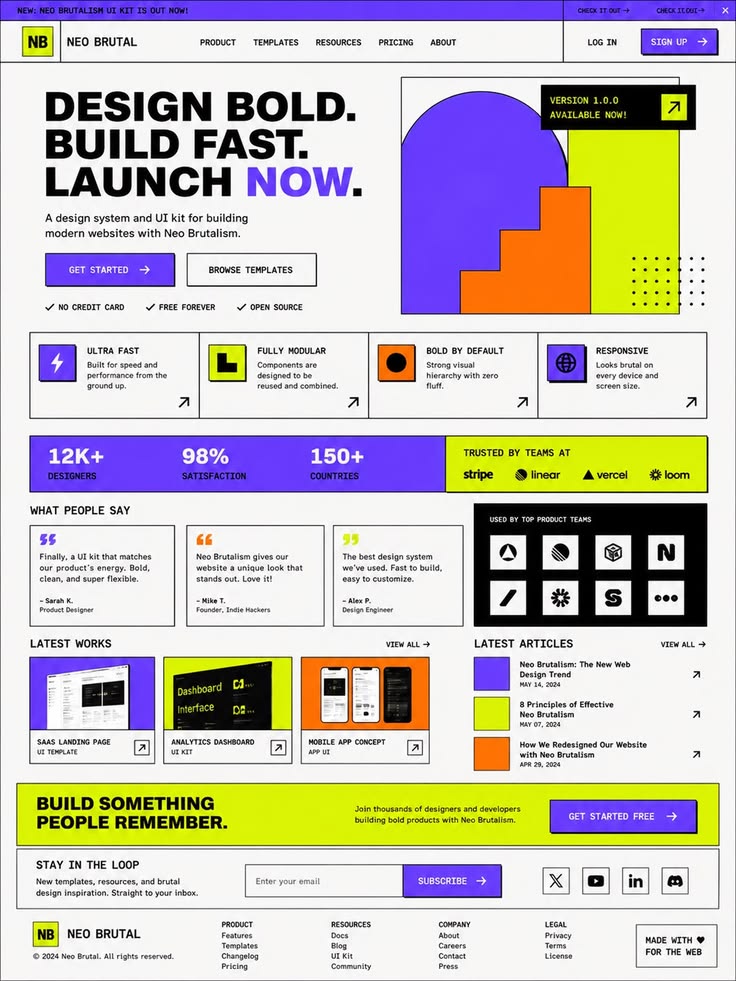 NEW: NEO BRUTALISM UI KIT IS OUT NOW!
CHECK IT OUT →
CHECK IT OUT →
×
NB
NEO BRUTAL
PRODUCT
TEMPLATES
RESOURCES
PRICING
ABOUT
LOG IN
SIGN UP →
DESIGN BOLD.
BUILD FAST.
LAUNCH NOW.
A design system and UI kit for building
modern websites with Neo Brutalism.
GET STARTED →
BROWSE TEMPLATES
✓ NO CREDIT CARD
✓ FREE FOREVER
✓ OPEN SOURCE
VERSION 1.0.0
AVAILABLE NOW!
ULTRA FAST
Built for speed and
performance from the
ground up.
FULLY MODULAR
Components are
designed to be
reused and combined.
BOLD BY DEFAULT
Strong visual
hierarchy with zero
fluff.
RESPONSIVE
Looks brutal on
every device and
screen size.
12K+
DESIGNERS
98%
SATISFACTION
150+
COUNTRIES
TRUSTED BY TEAMS AT
stripe
linear
vercel
loom
WHAT PEOPLE SAY
Finally, a UI kit that matches
our product's energy. Bold,
clean, and super flexible.
– Sarah K.
Product Designer
Neo Brutalism gives our
website a unique look that
stands out. Love it!
– Mike T.
Founder, Indie Hackers
The best design system
we've used. Fast to build,
easy to customize.
– Alex P.
Design Engineer
USED BY TOP PRODUCT TEAMS
N
S
LATEST WORKS
VIEW ALL →
Dashboard
Interface
SAAS LANDING PAGE
UI TEMPLATE
ANALYTICS DASHBOARD
UI KIT
MOBILE APP CONCEPT
APP UI
LATEST ARTICLES
VIEW ALL →
Neo Brutalism: The New Web
Design Trend
MAY 14, 2024
8 Principles of Effective
Neo Brutalism
MAY 07, 2024
How We Redesigned Our Website
with Neo Brutalism
APR 29, 2024
BUILD SOMETHING
PEOPLE REMEMBER.
Join thousands of designers and developers
building bold products with Neo Brutalism.
GET STARTED FREE →
STAY IN THE LOOP
New templates, resources, and brutal
design inspiration. Straight to your inbox.
Enter your email
SUBSCRIBE →
X
in
NB
NEO BRUTAL
© 2024 Neo Brutal. All rights reserved.
PRODUCT
Features
Templates
Changelog
Pricing
RESOURCES
Docs
Blog
UI Kit
Community
COMPANY
About
Careers
Contact
Press
LEGAL
Privacy
Terms
License
MADE WITH ♥
FOR THE WEB